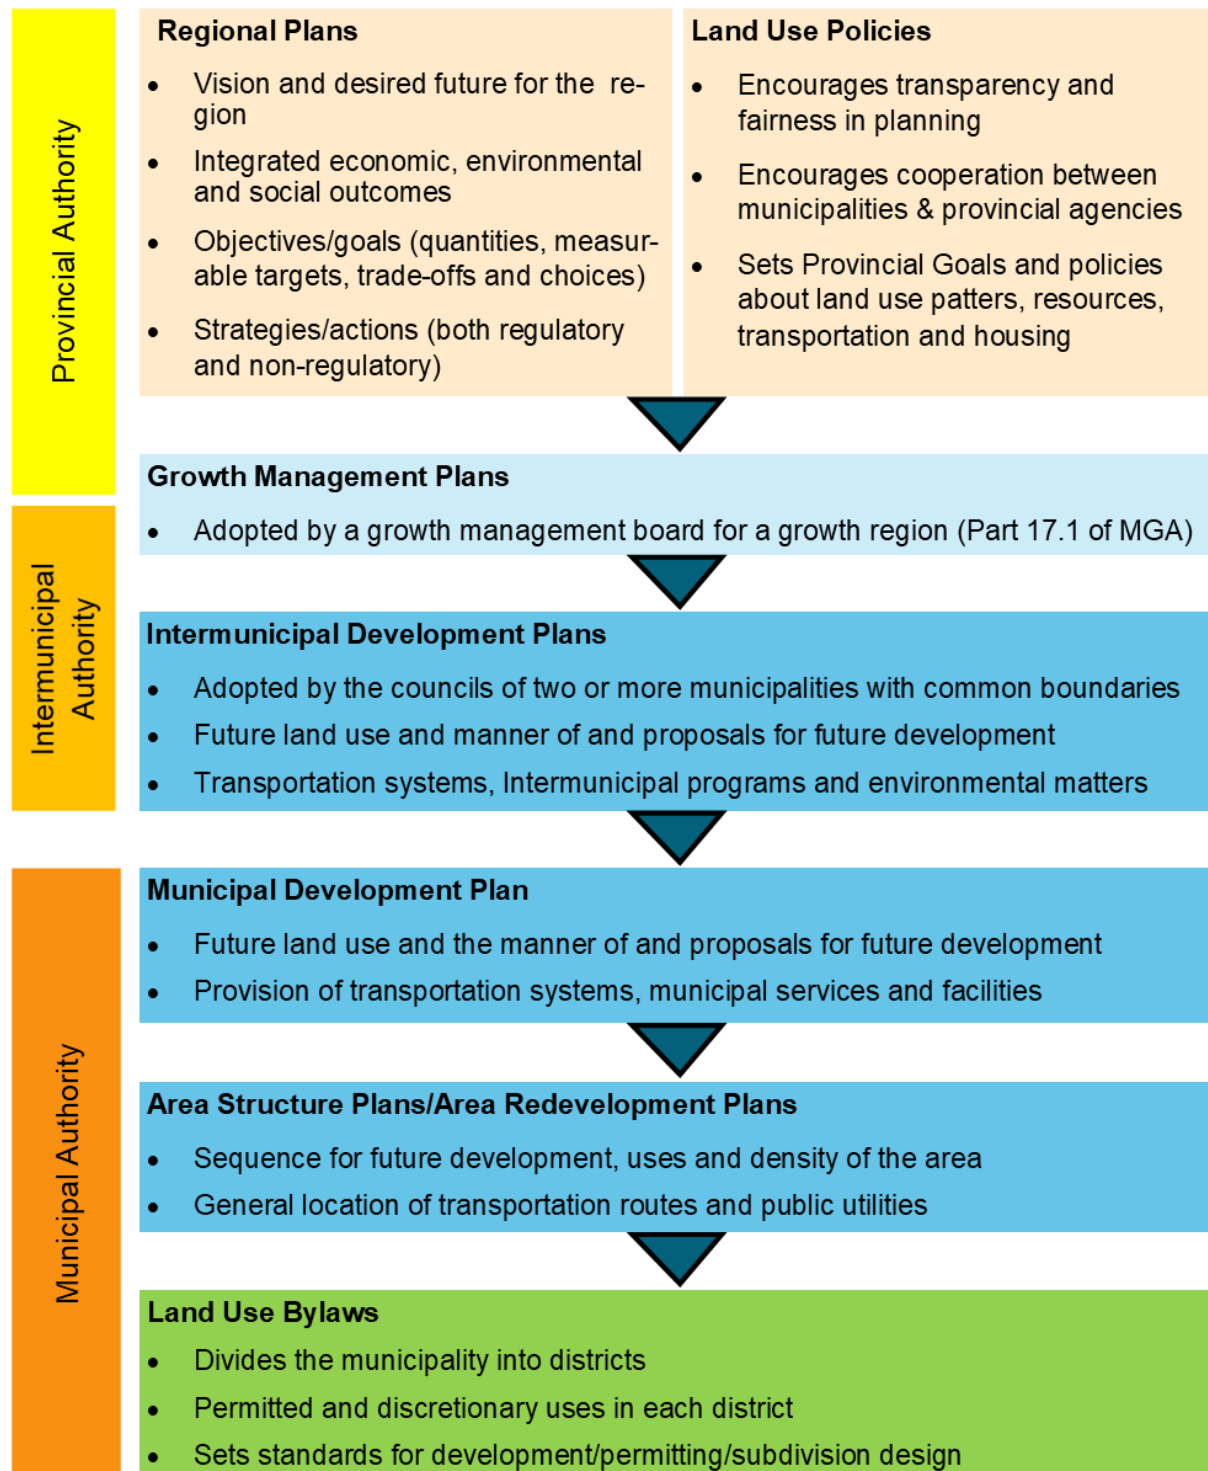 Provincial Authority
Regional Plans
• Vision and desired future for the re-
gion
• Integrated economic, environmental
and social outcomes
• Objectives/goals (quantities, measur-
able targets, trade-offs and choices)
• Strategies/actions (both regulatory
and non-regulatory)
Land Use Policies
• Encourages transparency and
fairness in planning
• Encourages cooperation between
municipalities & provincial agencies
• Sets Provincial Goals and policies
about land use patters, resources,
transportation and housing
Growth Management Plans
• Adopted by a growth management board for a growth region (Part 17.1 of MGA)
Intermunicipal
Authority
Intermunicipal Development Plans
• Adopted by the councils of two or more municipalities with common boundaries
• Future land use and manner of and proposals for future development
• Transportation systems, Intermunicipal programs and environmental matters
Municipal Authority
Municipal Development Plan
• Future land use and the manner of and proposals for future development
• Provision of transportation systems, municipal services and facilities
Area Structure Plans/Area Redevelopment Plans
• Sequence for future development, uses and density of the area
• General location of transportation routes and public utilities
Land Use Bylaws
• Divides the municipality into districts
• Permitted and discretionary uses in each district
• Sets standards for development/permitting/subdivision design